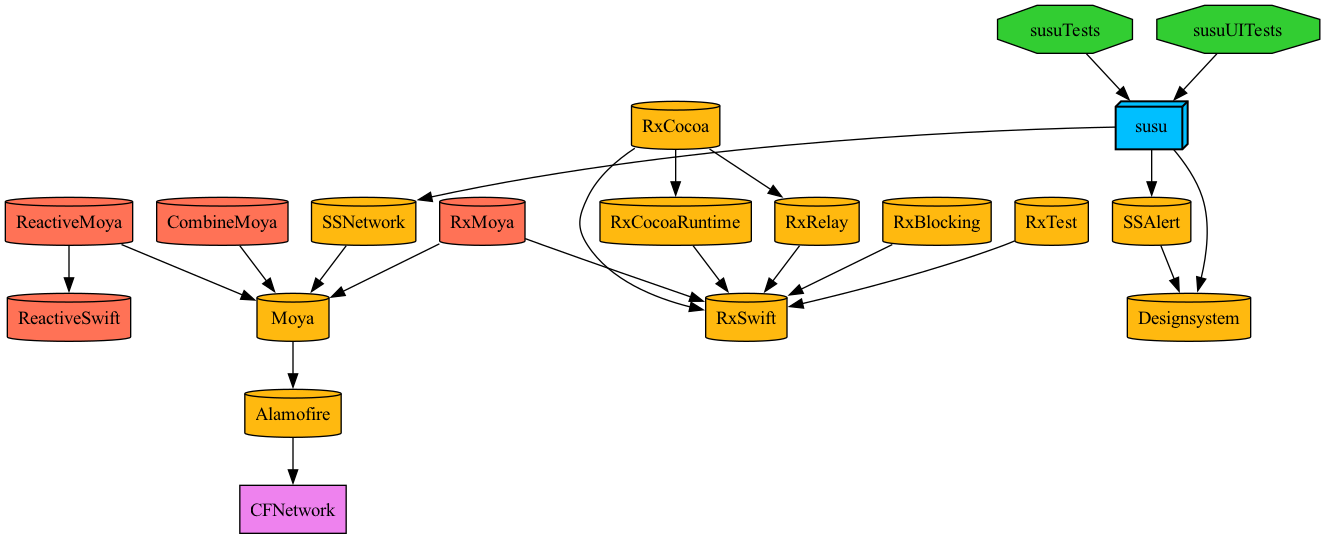 susuTests
susuUITests
RxCocoa
susu
ReactiveMoya
CombineMoya
SSNetwork
RxMoya
RxCocoaRuntime
RxRelay
RxBlocking
RxTest
SSAlert
ReactiveSwift
Moya
RxSwift
Designsystem
Alamofire
CFNetwork